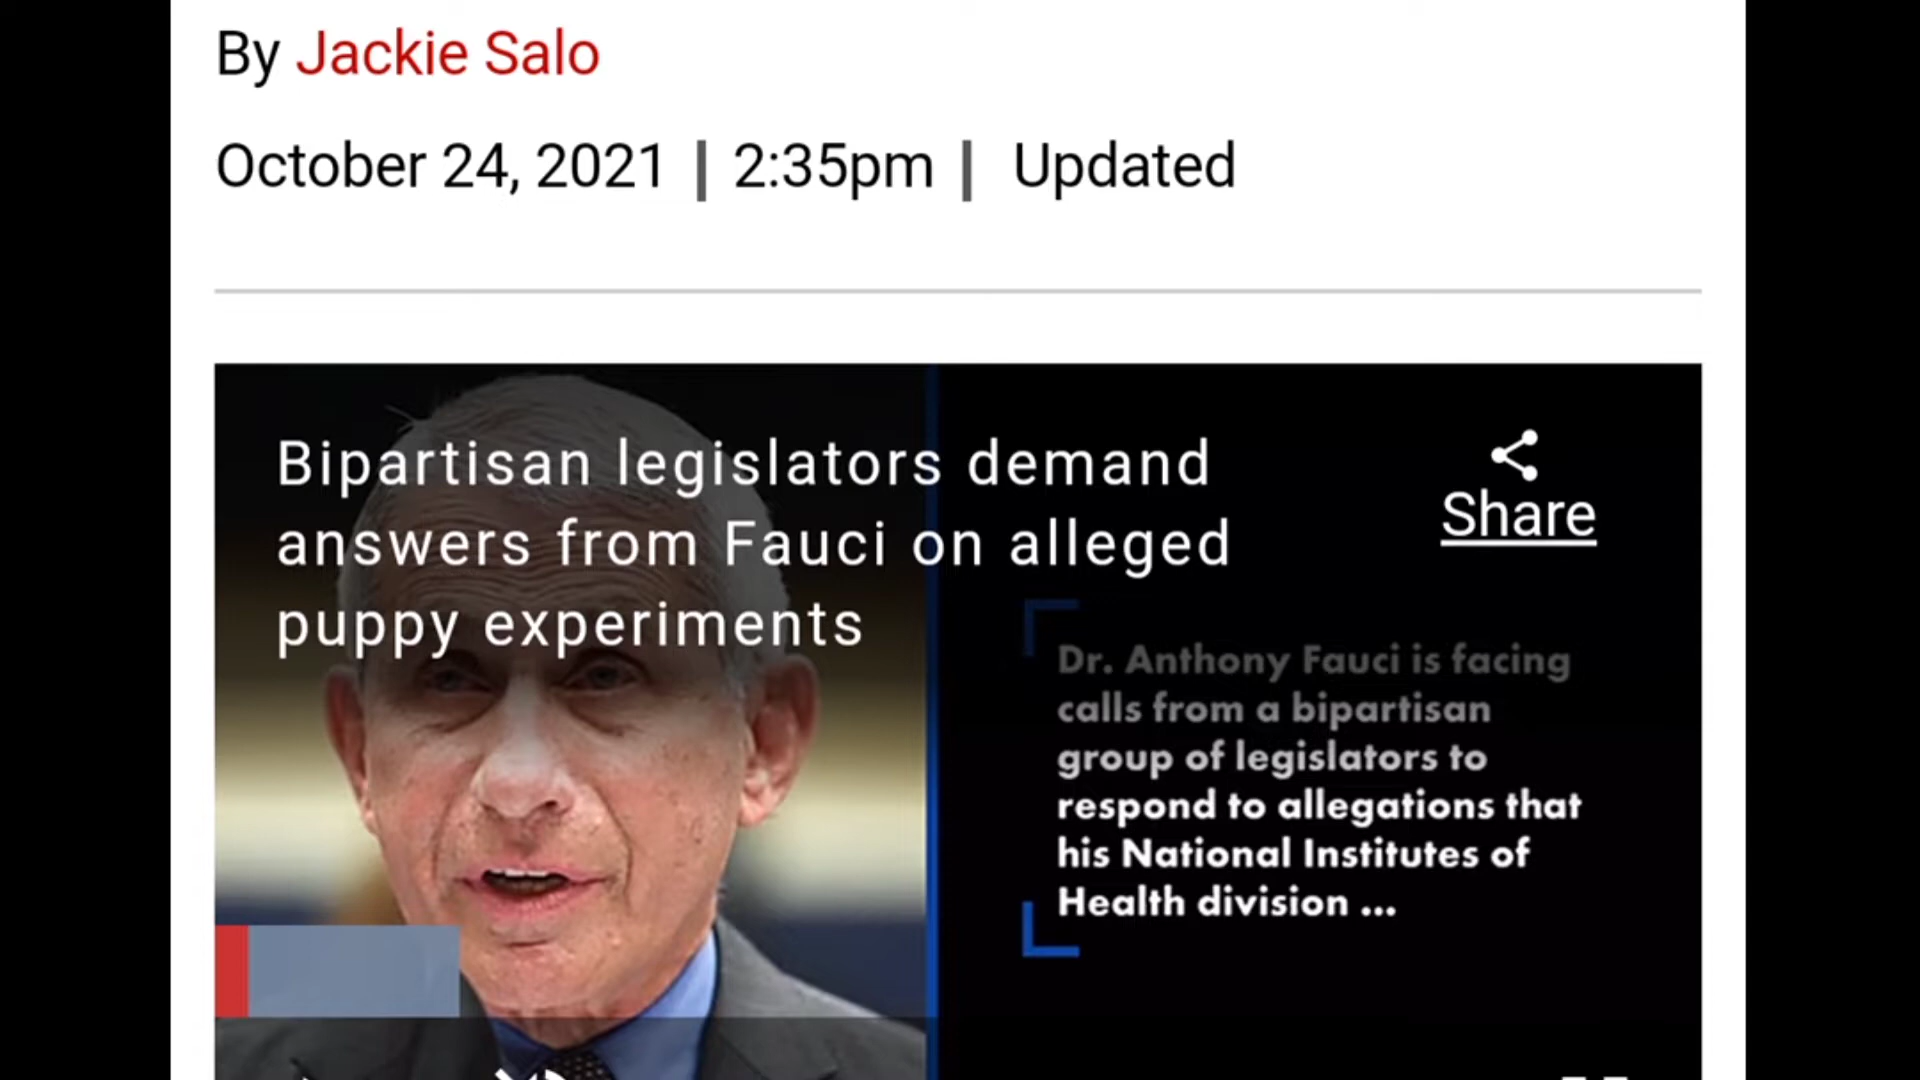 By Jackie Salo
October 24, 2021 | 2:35pm | Updated
Bipartisan legislators demand
answers from Fauci on alleged
puppy experiments
Share
Dr. Anthony Fauci is facing
calls from a bipartisan
group of legislators to
respond to allegations that
his National Institutes of
Health division ...